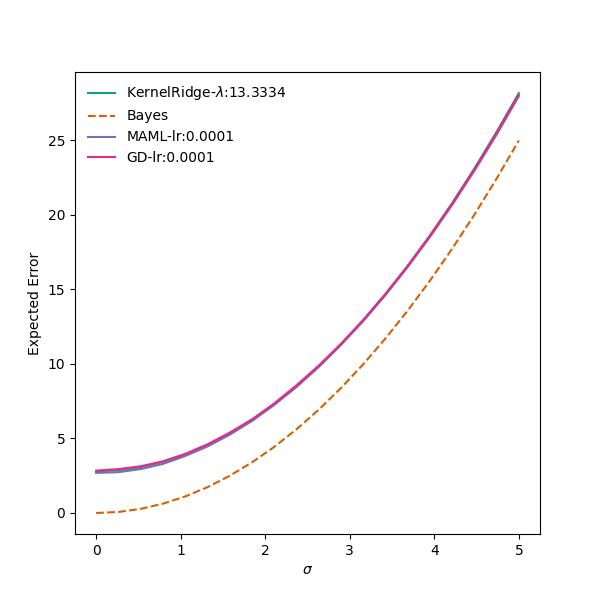 KernelRidge-λ:13.3334
Bayes
MAML-lr:0.0001
GD-lr:0.0001
Expected Error
25
20
15
10
5
0
0 1 2 3 4 5
σ